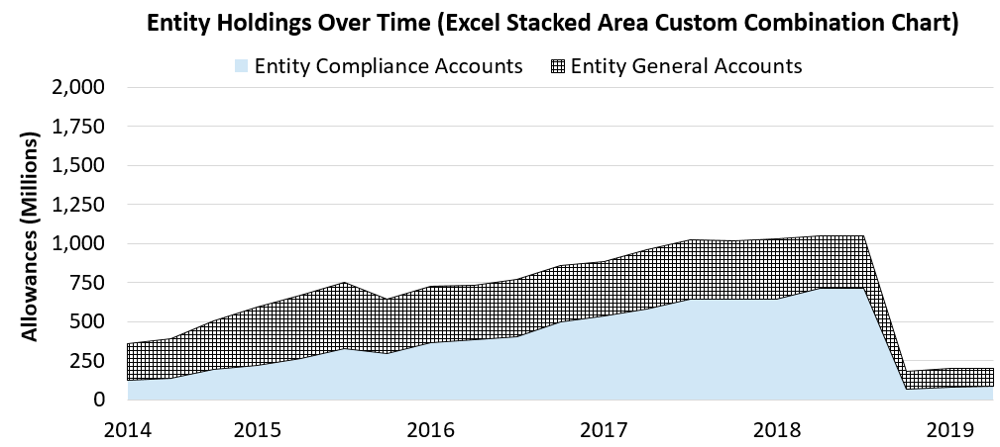 Entity Holdings Over Time (Excel Stacked Area Custom Combination Chart)
Entity Compliance Accounts
Entity General Accounts
Allowances (Millions)
2,000
1,750
1,500
1,250
1,000
750
500
250
0
2014 2015 2016 2017 2018 2019